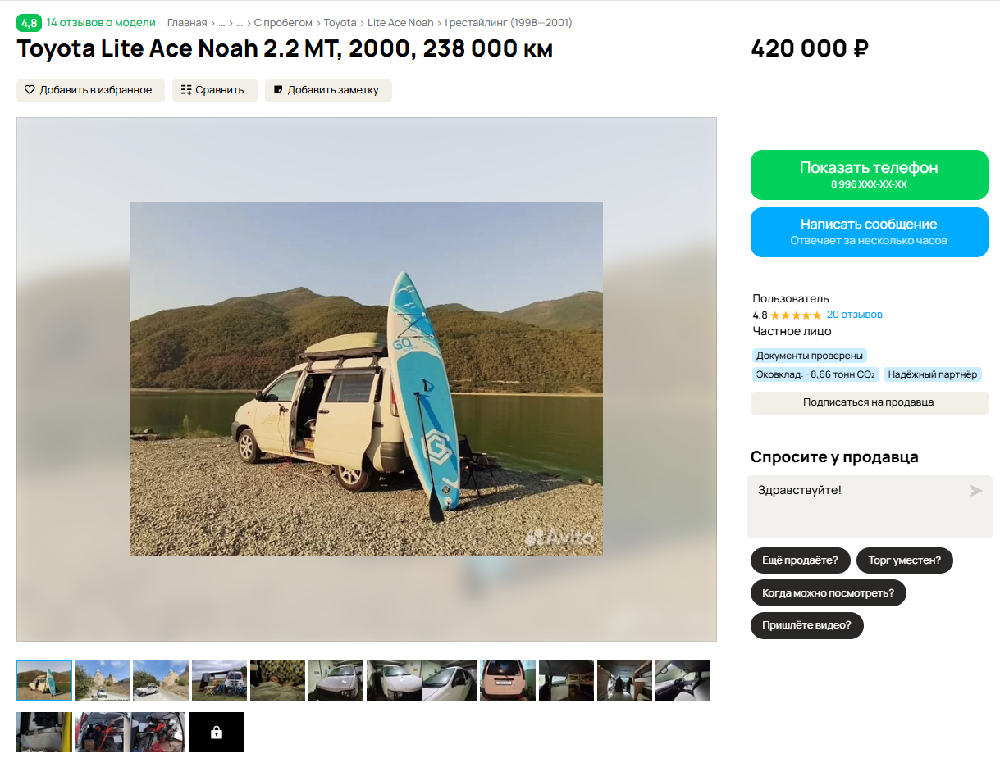 4,8 14 отзывов о модели Главная › ... › ... › С пробегом › Toyota › Lite Ace Noah › I рестайлинг (1998—2001)
Toyota Lite Ace Noah 2.2 MT, 2000, 238 000 км
420 000 ₽
Добавить в избранное
Сравнить
Добавить заметку
GQ
Avito
Показать телефон
8 996 XXX-XX-XX
Написать сообщение
Отвечает за несколько часов
Пользователь
4,8 20 отзывов
Частное лицо
Документы проверены
Эковклад: −8,66 тонн CO₂ Надёжный партнёр
Подписаться на продавца
Спросите у продавца
Здравствуйте!
Ещё продаёте? Торг уместен?
Когда можно посмотреть?
Пришлёте видео?